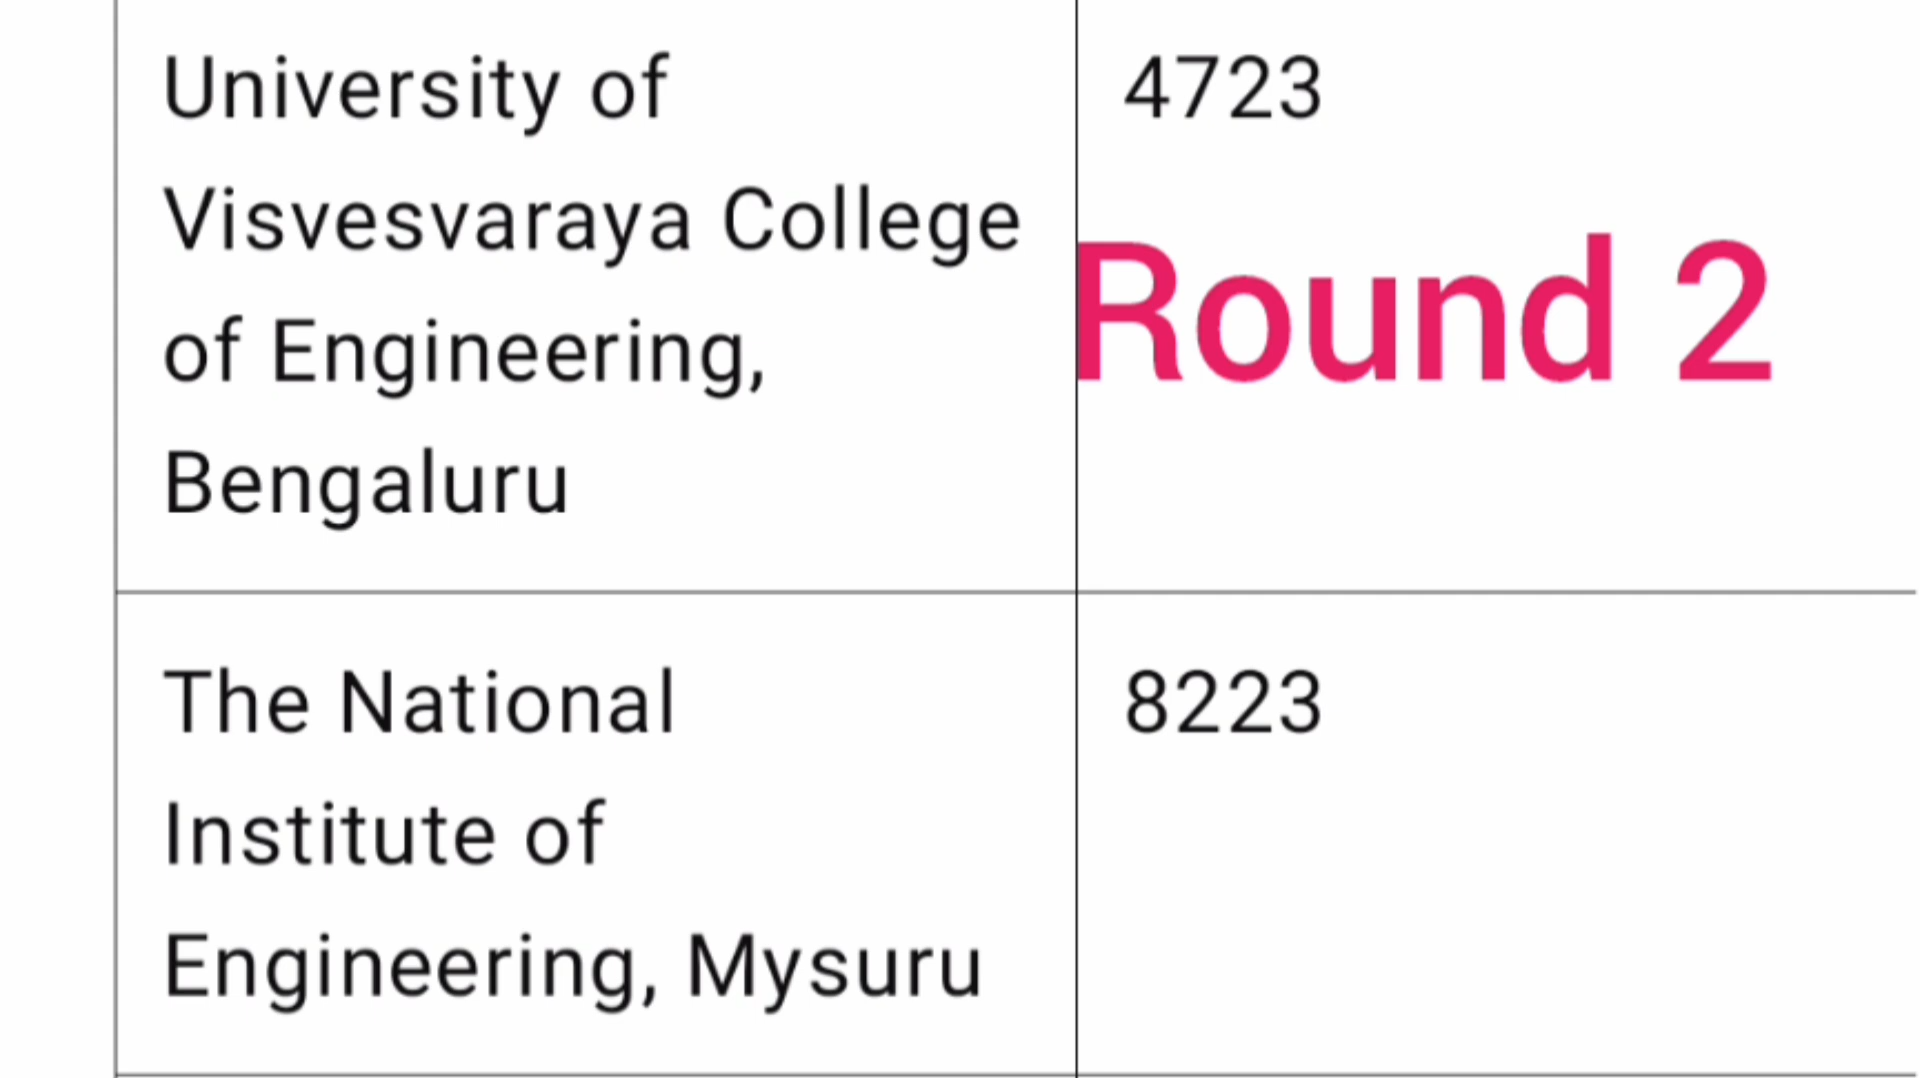 University of
Visvesvaraya College
of Engineering,
Bengaluru
4723
Round 2
The National
Institute of
Engineering, Mysuru
8223